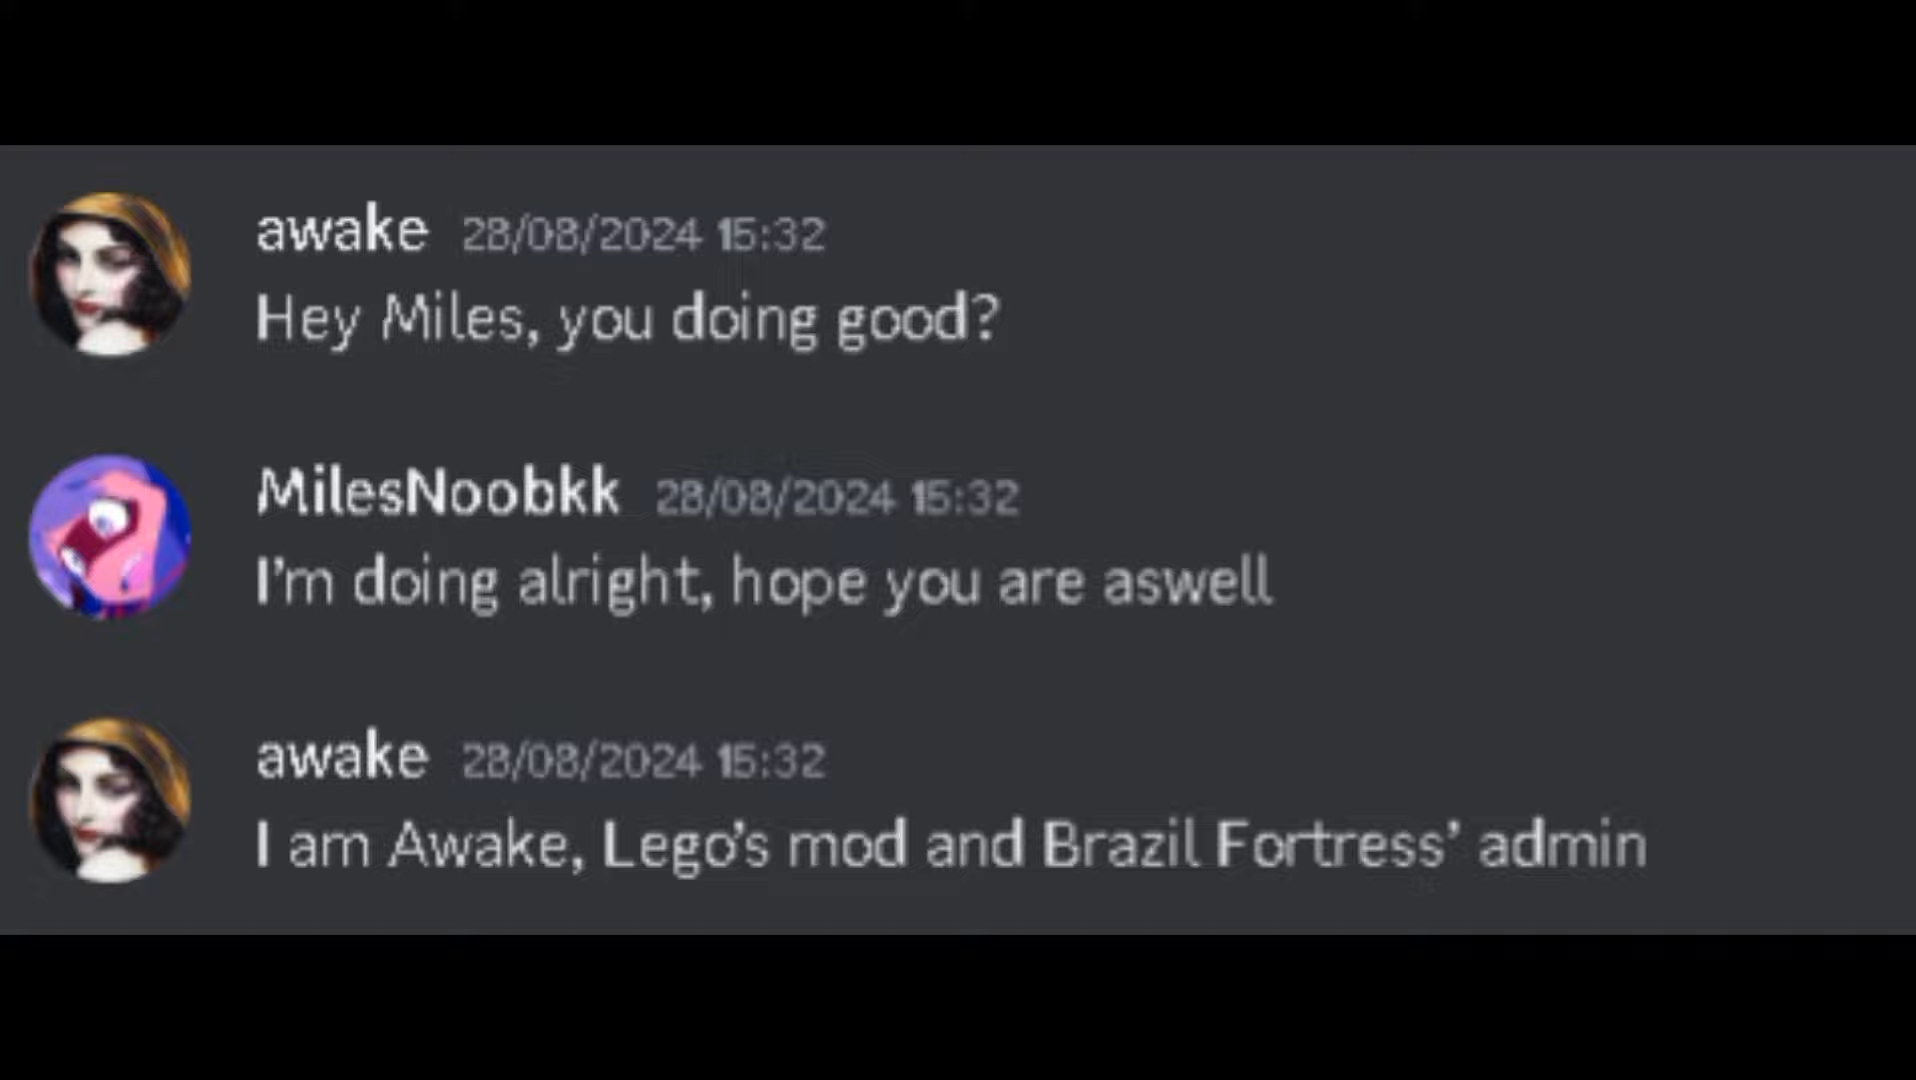 awake 28/08/2024 15:32
Hey Miles, you doing good?
MilesNoobkk 28/08/2024 15:32
I'm doing alright, hope you are aswell
awake 28/08/2024 15:32
I am Awake, Lego's mod and Brazil Fortress' admin